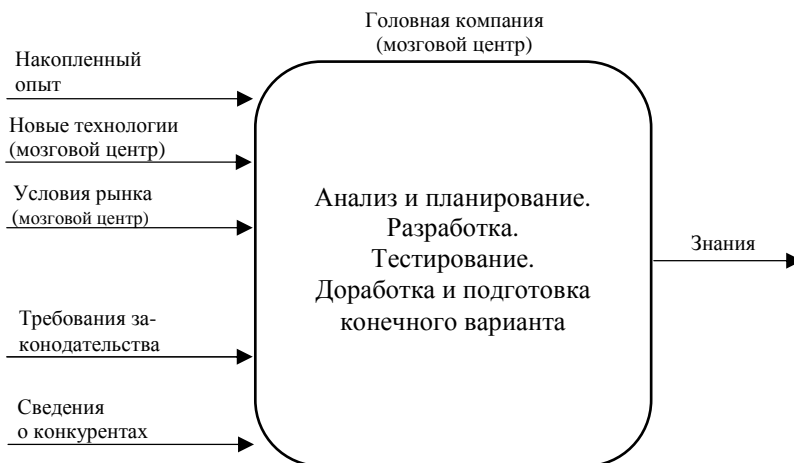 Головная компания
(мозговой центр)
Накопленный
опыт
Новые технологии
(мозговой центр)
Условия рынка
(мозговой центр)
Требования за-
конодательства
Сведения
о конкурентах
Анализ и планирование.
Разработка.
Тестирование.
Доработка и подготовка
конечного варианта
Знания